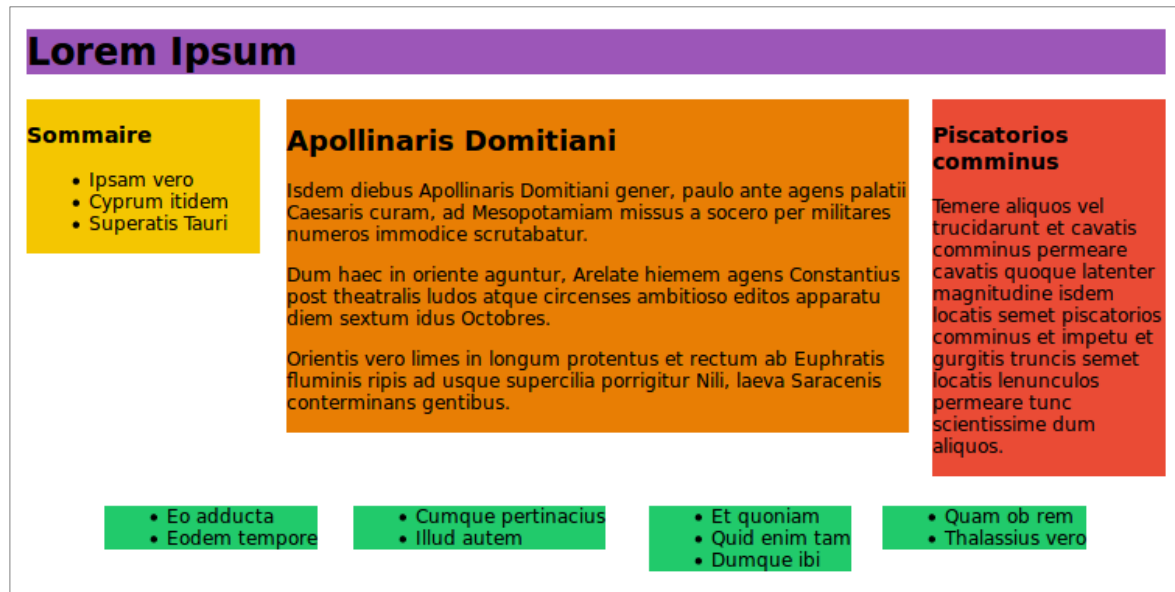 Lorem Ipsum
Sommaire
Ipsam vero
Cyprum itidem
Superatis Tauri
Apollinaris Domitiani
Isdem diebus Apollinaris Domitiani gener, paulo ante agens palatii
Caesaris curam, ad Mesopotamiam missus a socero per militares
numeros immodice scrutabatur.
Dum haec in oriente aguntur, Arelate hiemem agens Constantius
post theatralis ludos atque circenses ambitioso editos apparatu
diem sextum idus Octobres.
Orientis vero limes in longum protentus et rectum ab Euphratis
fluminis ripis ad usque supercilia porrigitur Nili, laeva Saracenis
conterminans gentibus.
Piscatorios
comminus
Temere aliquos vel
trucidarunt et cavatis
comminus permeare
cavatis quoque latenter
magnitudine isdem
locatis semet piscatorios
comminus et impetu et
gurgitis truncis semet
locatis lenunculos
permeare tunc
scientissime dum
aliquos.
Eo adducta
Eodem tempore
Cumque pertinacius
Illud autem
Et quoniam
Quid enim tam
Dumque ibi
Quam ob rem
Thalassius vero